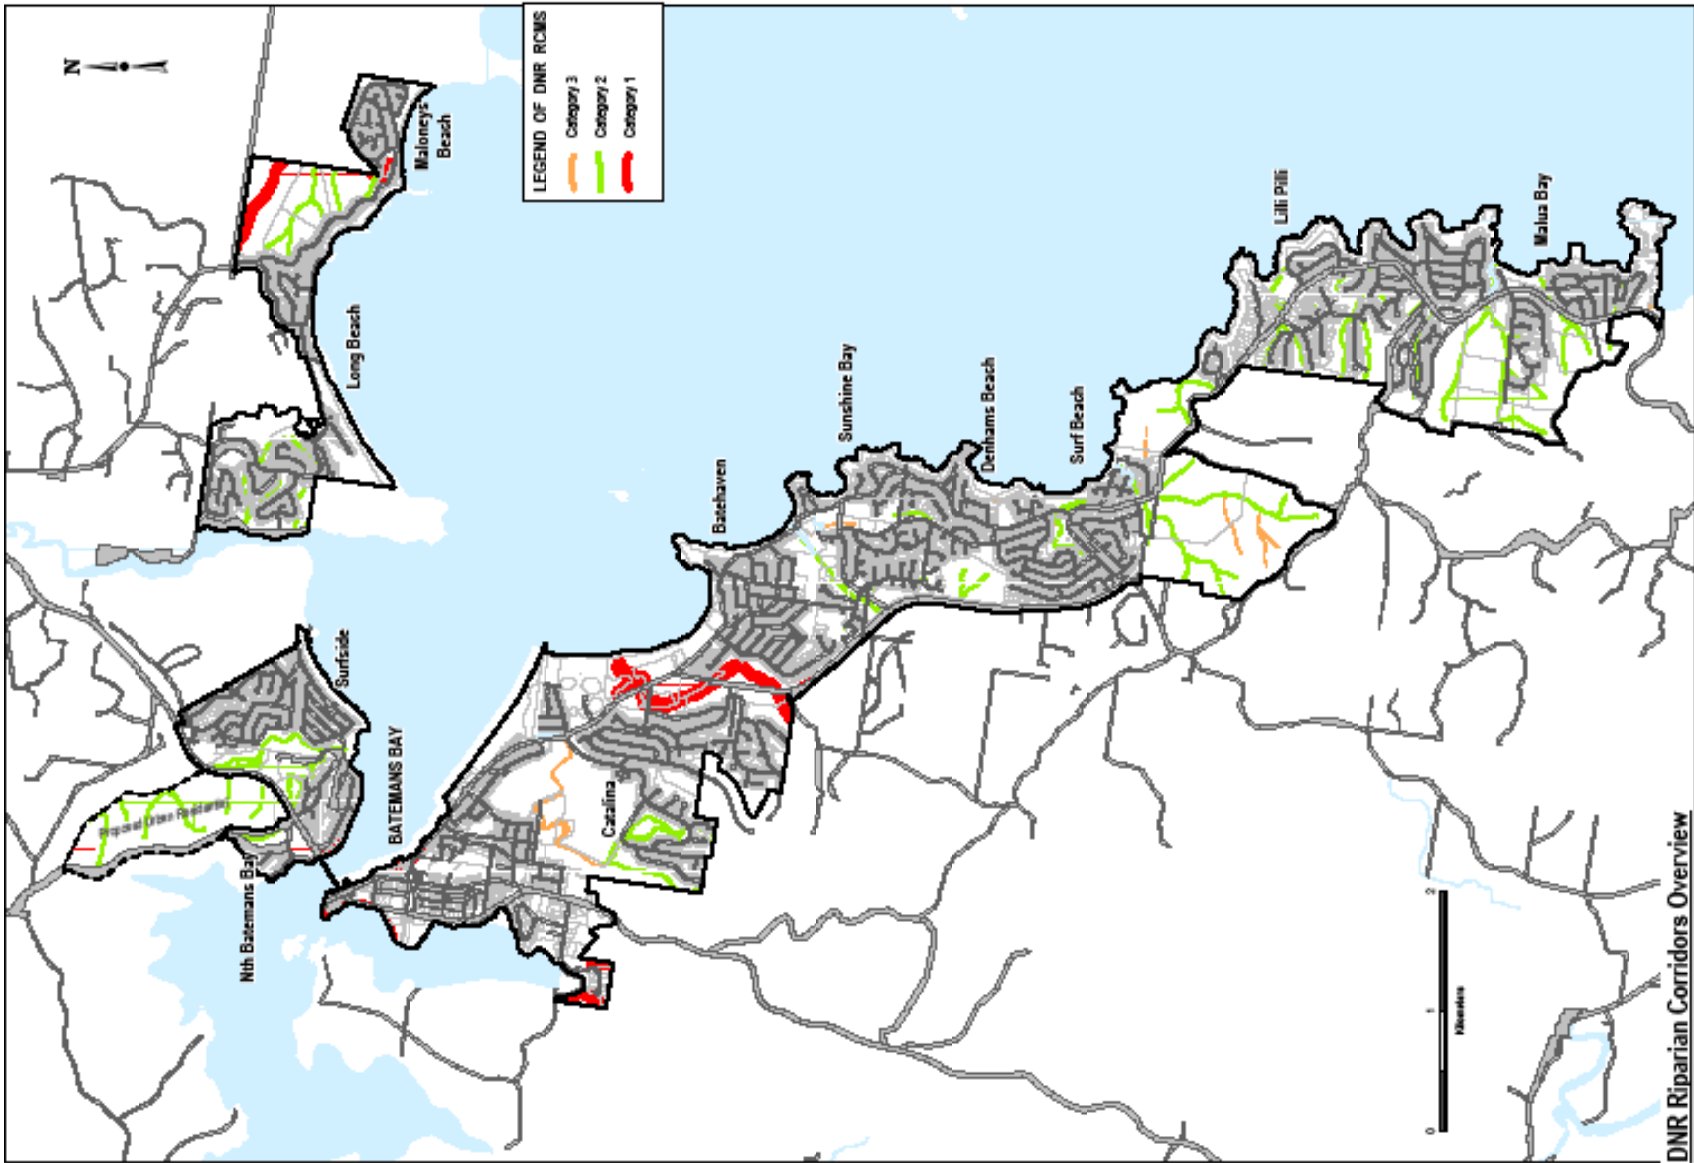 N
Maloneys
Beach
LEGEND OF DNR RCMS
Category 3
Category 2
Category 1
Long Beach
Surfside
Proposed Urban
Nth Batemans Bay
BATEMANS BAY
Catalina
Batehaven
Sunshine Bay
Denhams Beach
Surf Beach
Lilli Pilli
Malua Bay
0 1 2
Kilometers
DNR Riparian Corridors Overview